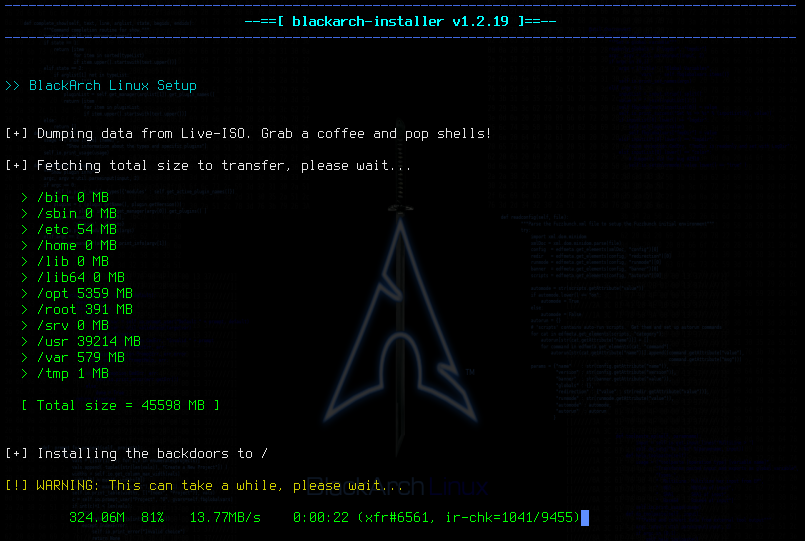 --==[ blackarch-installer v1.2.19 ]==--
>> BlackArch Linux Setup
[+] Dumping data from Live-ISO. Grab a coffee and pop shells!
[+] Fetching total size to transfer, please wait...
> /bin 0 MB
> /sbin 0 MB
> /etc 54 MB
> /home 0 MB
> /lib 0 MB
> /lib64 0 MB
> /opt 5359 MB
> /root 391 MB
> /srv 0 MB
> /usr 39214 MB
> /var 579 MB
> /tmp 1 MB
[ Total size = 45598 MB ]
[+] Installing the backdoors to /
[!] WARNING: This can take a while, please wait...
BlackArch Linux
324.06M 81% 13.77MB/s 0:00:22 (xfr#6561, ir-chk=1041/9455)